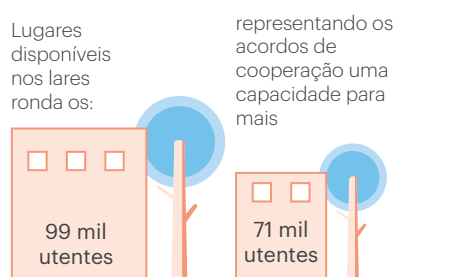 Lugares
disponíveis
nos lares
ronda os:
99 mil
utentes
representando os
acordos de
cooperação uma
capacidade para
mais
71 mil
utentes